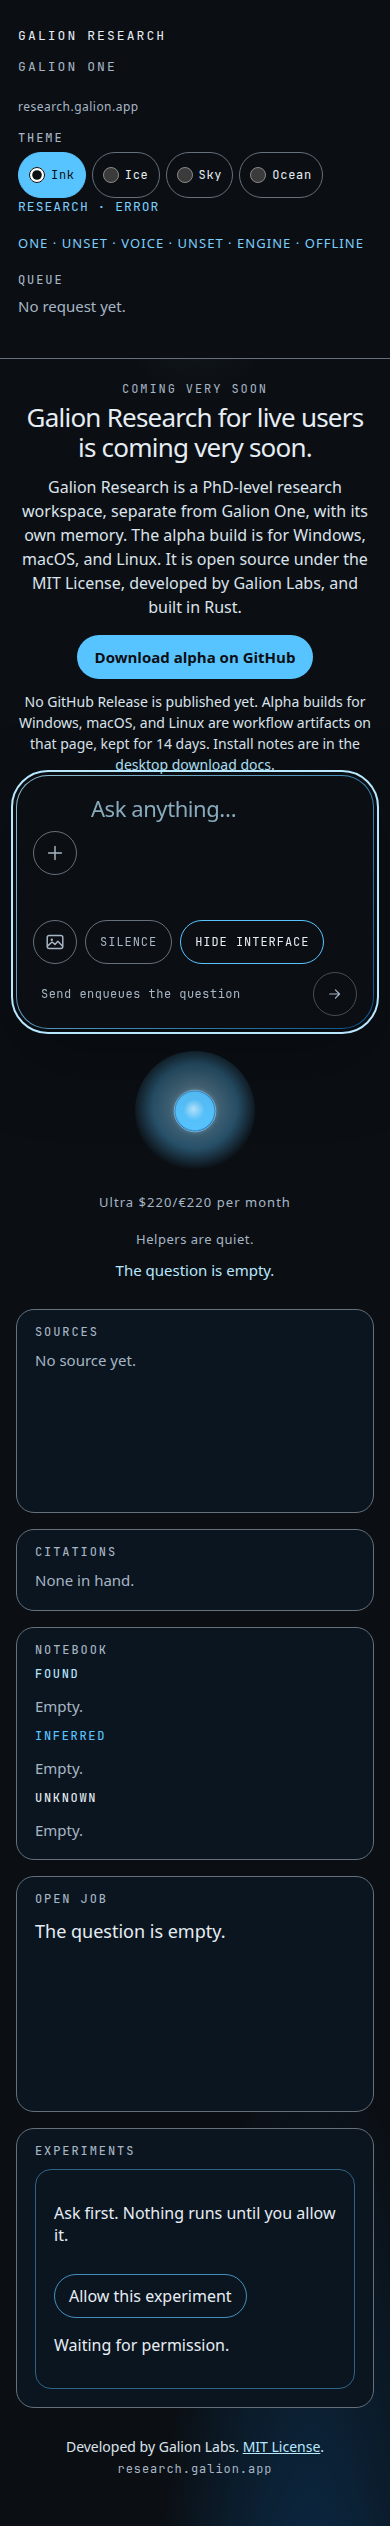 GALION RESEARCH
GALION ONE
research.galion.app
THEME
Ink Ice Sky Ocean
RESEARCH · ERROR
ONE · UNSET · VOICE · UNSET · ENGINE · OFFLINE
QUEUE
No request yet.
COMING VERY SOON
Galion Research for live users
is coming very soon.
Galion Research is a PhD-level research
workspace, separate from Galion One, with its
own memory. The alpha build is for Windows,
macOS, and Linux. It is open source under the
MIT License, developed by Galion Labs, and
built in Rust.
Download alpha on GitHub
No GitHub Release is published yet. Alpha builds for
Windows, macOS, and Linux are workflow artifacts on
that page, kept for 14 days. Install notes are in the
desktop download docs.
Ask anything...
SILENCE HIDE INTERFACE
Send enqueues the question
Ultra $220/€220 per month
Helpers are quiet.
The question is empty.
SOURCES
No source yet.
CITATIONS
None in hand.
NOTEBOOK
FOUND
Empty.
INFERRED
Empty.
UNKNOWN
Empty.
OPEN JOB
The question is empty.
EXPERIMENTS
Ask first. Nothing runs until you allow
it.
Allow this experiment
Waiting for permission.
Developed by Galion Labs. MIT License.
research.galion.app